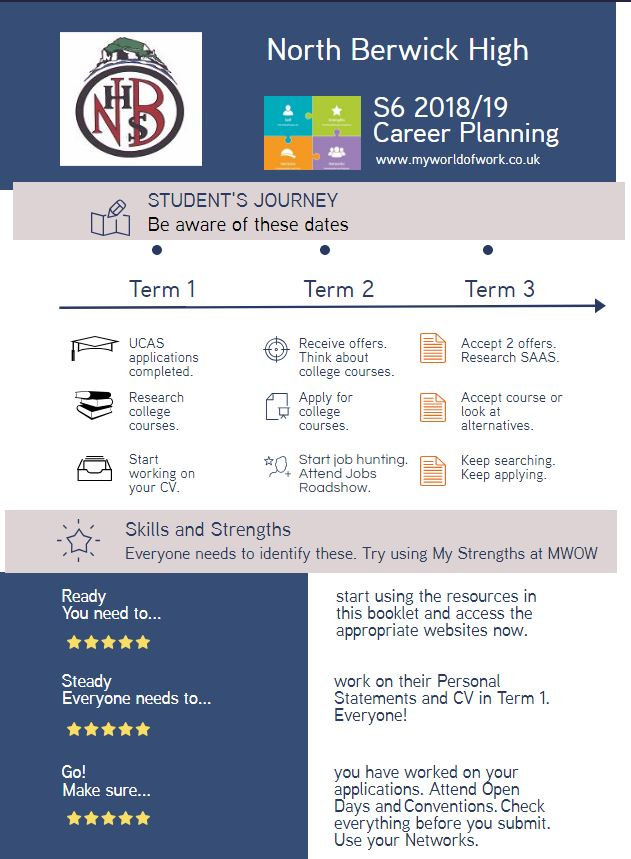 NBHS
North Berwick High
S6 2018/19
Career Planning
www.myworldofwork.co.uk
STUDENT'S JOURNEY
Be aware of these dates
Term 1
Term 2
Term 3
UCAS
applications
completed.
Receive offers.
Think about
college courses.
Accept 2 offers.
Research SAAS.
Research
college
courses.
Apply for
college
courses.
Accept course or
look at
alternatives.
Start
working on
your CV.
Start job hunting.
Attend Jobs
Roadshow.
Keep searching.
Keep applying.
Skills and Strengths
Everyone needs to identify these. Try using My Strengths at MWOW
Ready
You need to...
start using the resources in
this booklet and access the
appropriate websites now.
Steady
Everyone needs to...
work on their Personal
Statements and CV in Term 1.
Everyone!
Go!
Make sure...
you have worked on your
applications. Attend Open
Days and Conventions. Check
everything before you submit.
Use your Networks.